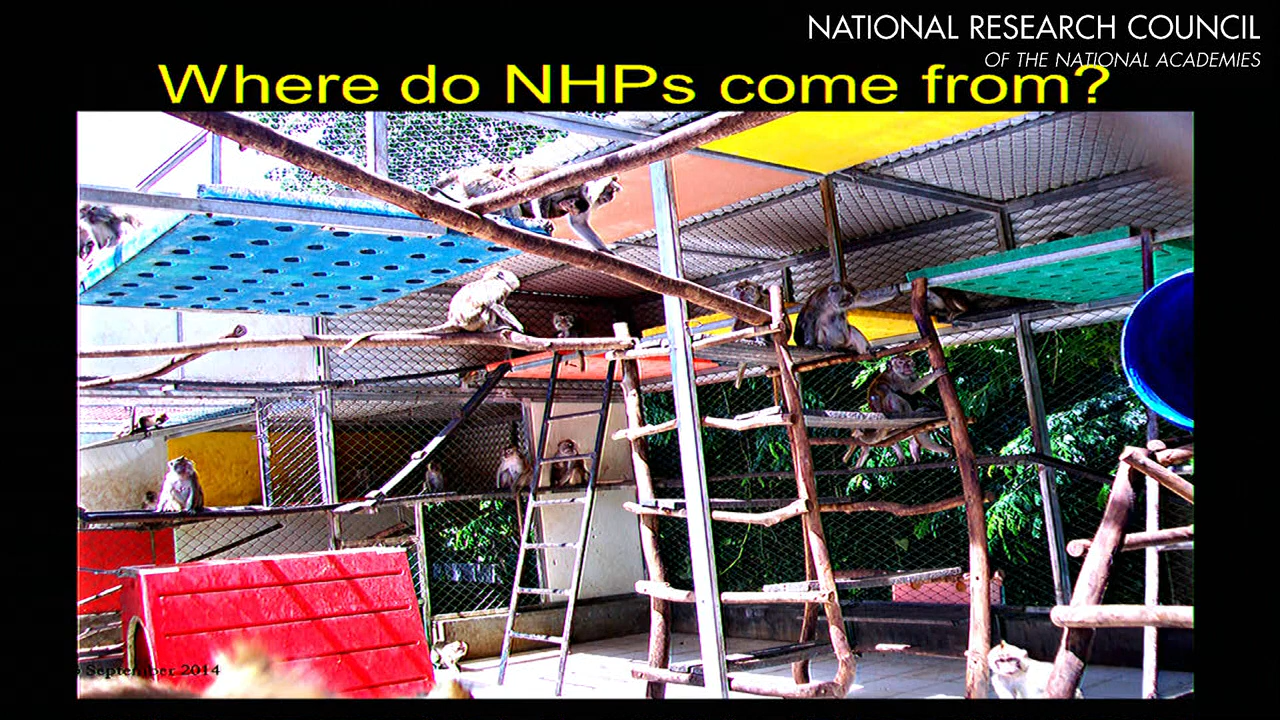 NATIONAL RESEARCH COUNCIL
OF THE NATIONAL ACADEMIES
Where do NHPs come from?
September 2014